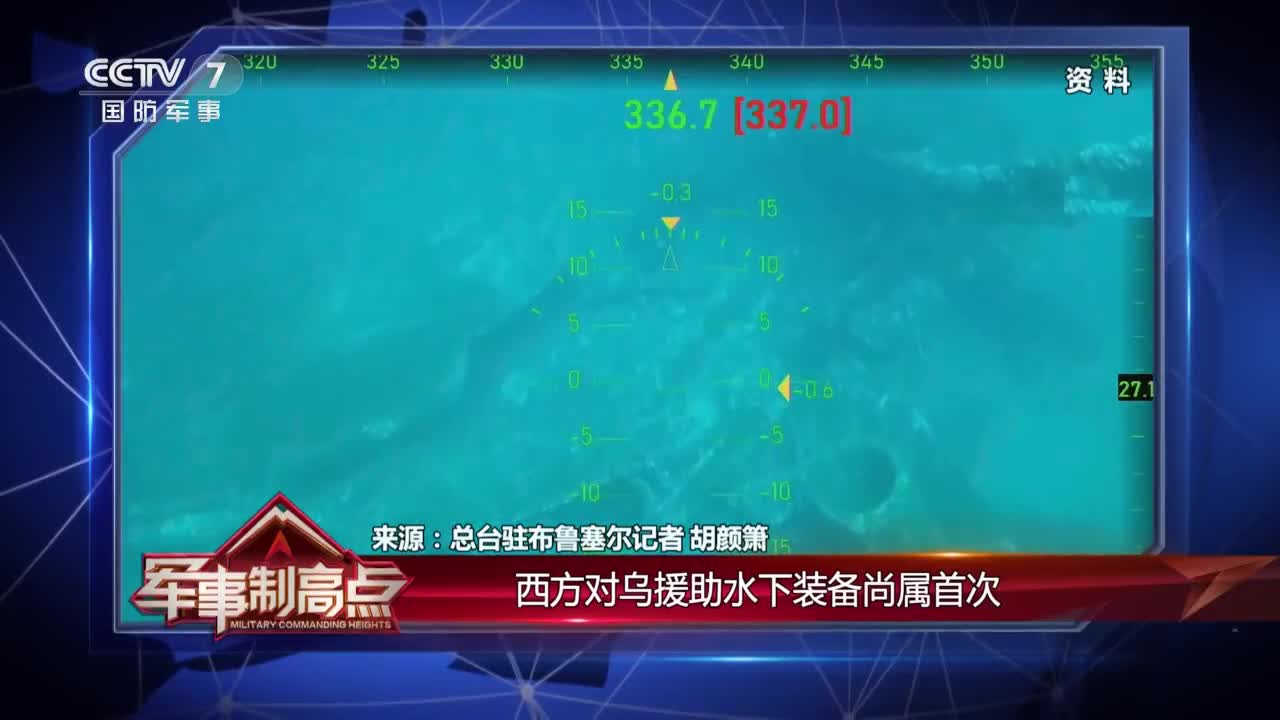 320 325 330 335 340 345 350 355
CCTV 7
国防军事
资料
336.7 [337.0]
-0.3
15 15
10 10
5 5
0 0 -0.6
27.1
-5 -5
-10 -10
15
来源：总台驻布鲁塞尔记者 胡颜箫
西方对乌援助水下装备尚属首次
军事制高点
MILITARY COMMANDING HEIGHTS